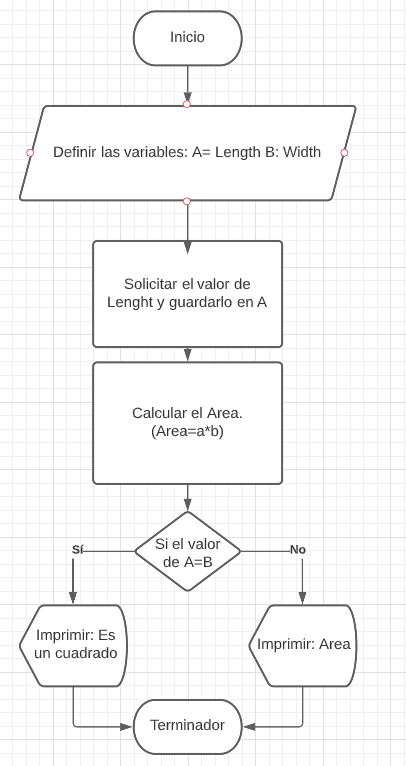 Inicio
Definir las variables: A= Length B: Width
Solicitar el valor de
Lenght y guardarlo en A
Calcular el Area.
(Area=a*b)
Si el valor
de A=B
Sí
No
Imprimir: Es
un cuadrado
Imprimir: Area
Terminador